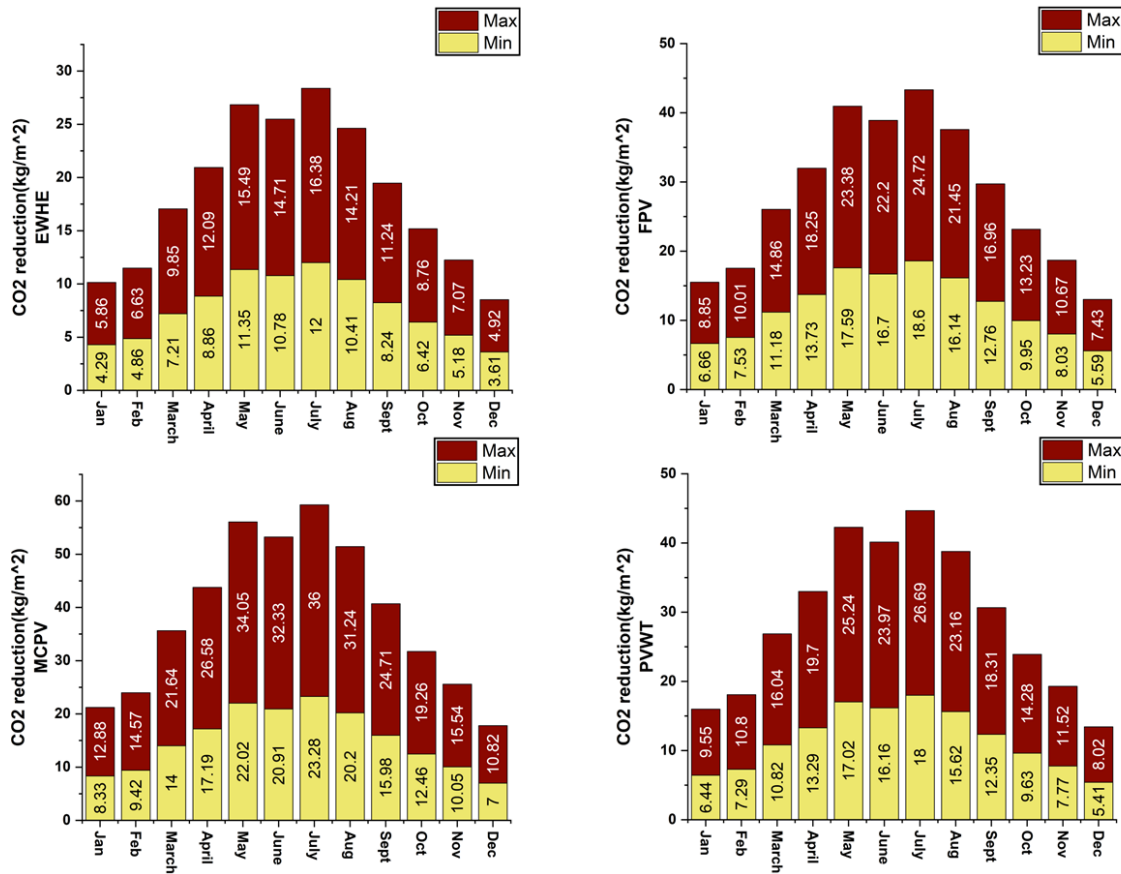 Max
Min
CO2 reduction(kg/m^2)
EWHE
30
25
20
15
10
5
0
5.86
6.63
9.85
12.09
15.49
14.71
16.38
14.21
11.24
8.76
7.07
4.92
4.29
4.86
7.21
8.86
11.35
10.78
12
10.41
8.24
6.42
5.18
3.61
Jan
Feb
March
April
May
June
July
Aug
Sept
Oct
Nov
Dec
Max
Min
CO2 reduction(kg/m^2)
FPV
50
40
30
20
10
0
8.85
10.01
14.86
18.25
23.38
22.2
24.72
21.45
16.96
13.23
10.67
7.43
6.66
7.53
11.18
13.73
17.59
16.7
18.6
16.14
12.76
9.95
8.03
5.59
Jan
Feb
March
April
May
June
July
Aug
Sept
Oct
Nov
Dec
Max
Min
CO2 reduction(kg/m^2)
MCPV
60
50
40
30
20
10
0
12.88
14.57
21.64
26.58
34.05
32.33
36
31.24
24.71
19.26
15.54
10.82
8.33
9.42
14
17.19
22.02
20.91
23.28
20.2
15.98
12.46
10.05
7
Jan
Feb
March
April
May
June
July
Aug
Sept
Oct
Nov
Dec
Max
Min
CO2 reduction(kg/m^2)
PVWT
50
40
30
20
10
0
9.55
10.8
16.04
19.7
25.24
23.97
26.69
23.16
18.31
14.28
11.52
8.02
6.44
7.29
10.82
13.29
17.02
16.16
18
15.62
12.35
9.63
7.77
5.41
Jan
Feb
March
April
May
June
July
Aug
Sept
Oct
Nov
Dec